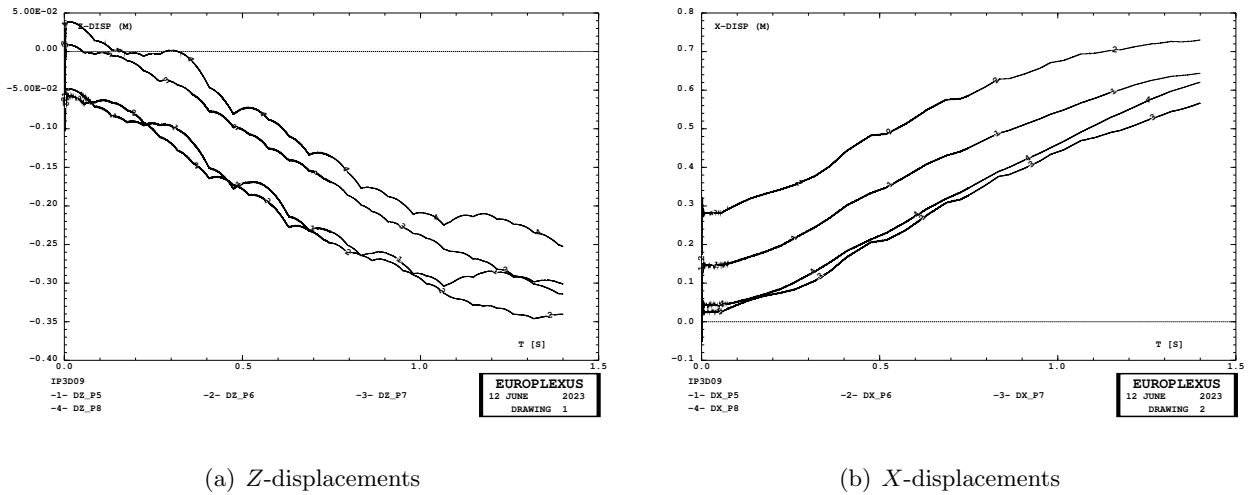 5.00E-02
Z-DISP (M)
0.00
-5.00E-02
-0.10
-0.15
-0.20
-0.25
-0.30
-0.35
-0.40
T [S]
0.0 0.5 1.0 1.5
IP3D09
-1- DZ_P5 -2- DZ_P6 -3- DZ_P7
-4- DZ_P8
EUROPLEXUS
12 JUNE 2023
DRAWING 1
(a) Z-displacements
0.8
X-DISP (M)
0.7
0.6
0.5
0.4
0.3
0.2
0.1
0.0
-0.1
T [S]
0.0 0.5 1.0 1.5
IP3D09
-1- DX_P5 -2- DX_P6 -3- DX_P7
-4- DX_P8
EUROPLEXUS
12 JUNE 2023
DRAWING 2
(b) X-displacements